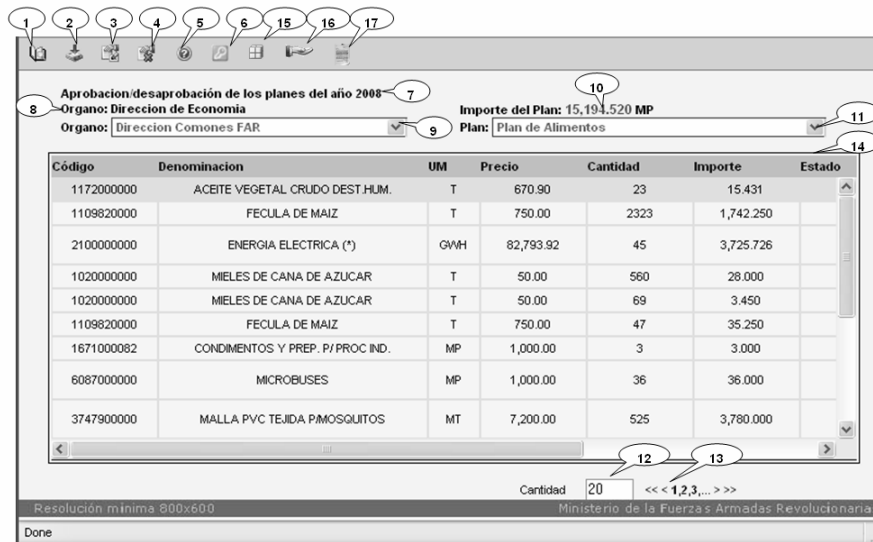 1 2 3 4 5 6 15 16 17
Aprobacion/desaprobación de los planes del año 2008 7
8 Organo: Direccion de Economia
10
Importe del Plan: 15,194.520 MP
Organo: Direccion Comones FAR 9
Plan: Plan de Alimentos 11
14
Código Denominacion UM Precio Cantidad Importe Estado
1172000000 ACEITE VEGETAL CRUDO DEST.HUM. T 670.90 23 15.431
1109820000 FECULA DE MAIZ T 750.00 2323 1,742.250
2100000000 ENERGIA ELECTRICA (*) GWH 82,793.92 45 3,725.726
1020000000 MIELES DE CANA DE AZUCAR T 50.00 560 28.000
1020000000 MIELES DE CANA DE AZUCAR T 50.00 69 3.450
1109820000 FECULA DE MAIZ T 750.00 47 35.250
1671000082 CONDIMENTOS Y PREP. P/ PROC IND. MP 1,000.00 3 3.000
6087000000 MICROBUSES MP 1,000.00 36 36.000
3747900000 MALLA PVC TEJIDA P/MOSQUITOS MT 7,200.00 525 3,780.000
12 13
Cantidad 20 << < 1,2,3,... > >>
Resolución mínima 800x600 Ministerio de la Fuerzas Armadas Revolucionaria
Done